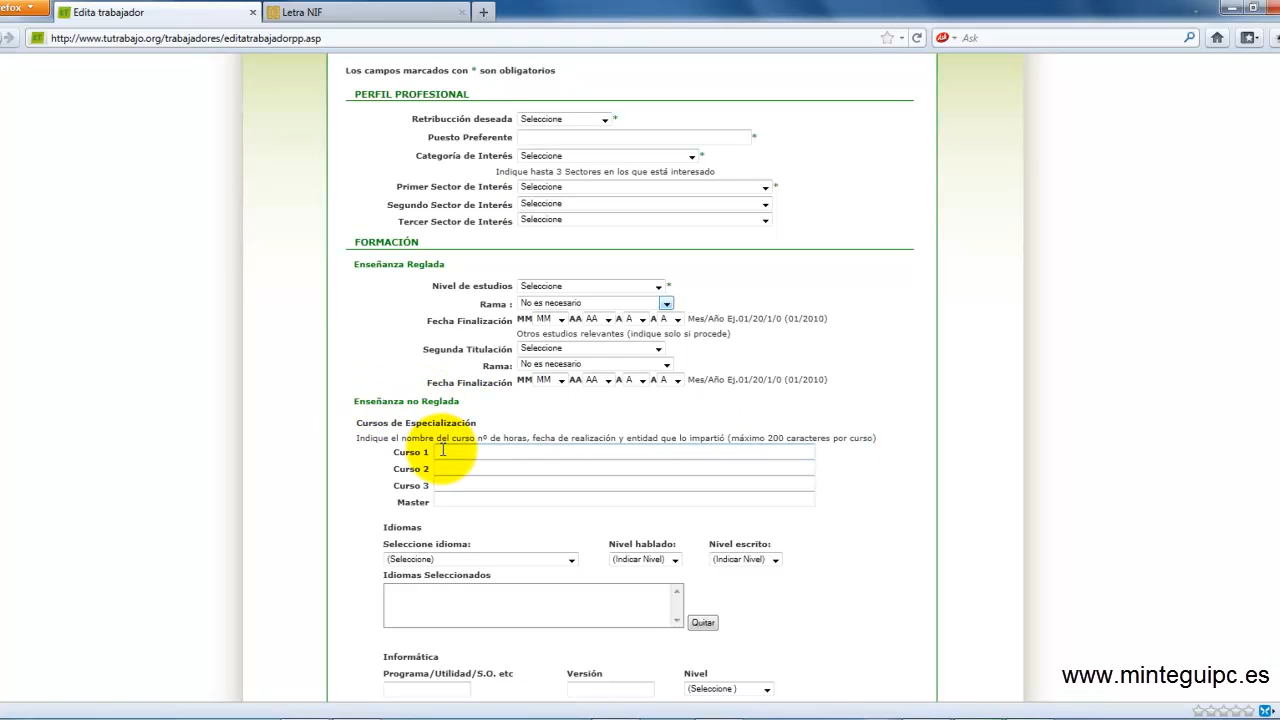 efox
Edita trabajador
Letra NIF
http://www.tutrabajo.org/trabajadores/editatrabajadorpp.asp
Ask
Los campos marcados con * son obligatorios
PERFIL PROFESIONAL
Retribución deseada Seleccione *
Puesto Preferente *
Categoría de Interés Seleccione *
Indique hasta 3 Sectores en los que está interesado
Primer Sector de Interés Seleccione *
Segundo Sector de Interés Seleccione
Tercer Sector de Interés Seleccione
FORMACIÓN
Enseñanza Reglada
Nivel de estudios Seleccione *
Rama : No es necesario
Fecha Finalización MM MM AA AA A A A A Mes/Año Ej.01/20/1/0 (01/2010)
Otros estudios relevantes (indique solo si procede)
Segunda Titulación Seleccione
Rama: No es necesario
Fecha Finalización MM MM AA AA A A A A Mes/Año Ej.01/20/1/0 (01/2010)
Enseñanza no Reglada
Cursos de Especialización
Indique el nombre del curso nº de horas, fecha de realización y entidad que lo impartió (máximo 200 caracteres por curso)
Curso 1
Curso 2
Curso 3
Master
Idiomas
Seleccione idioma: Nivel hablado: Nivel escrito:
(Seleccione) (Indicar Nivel) (Indicar Nivel)
Idiomas Seleccionados
Quitar
Informática
Programa/Utilidad/S.O. etc Versión Nivel
(Seleccione )
www.minteguipc.es